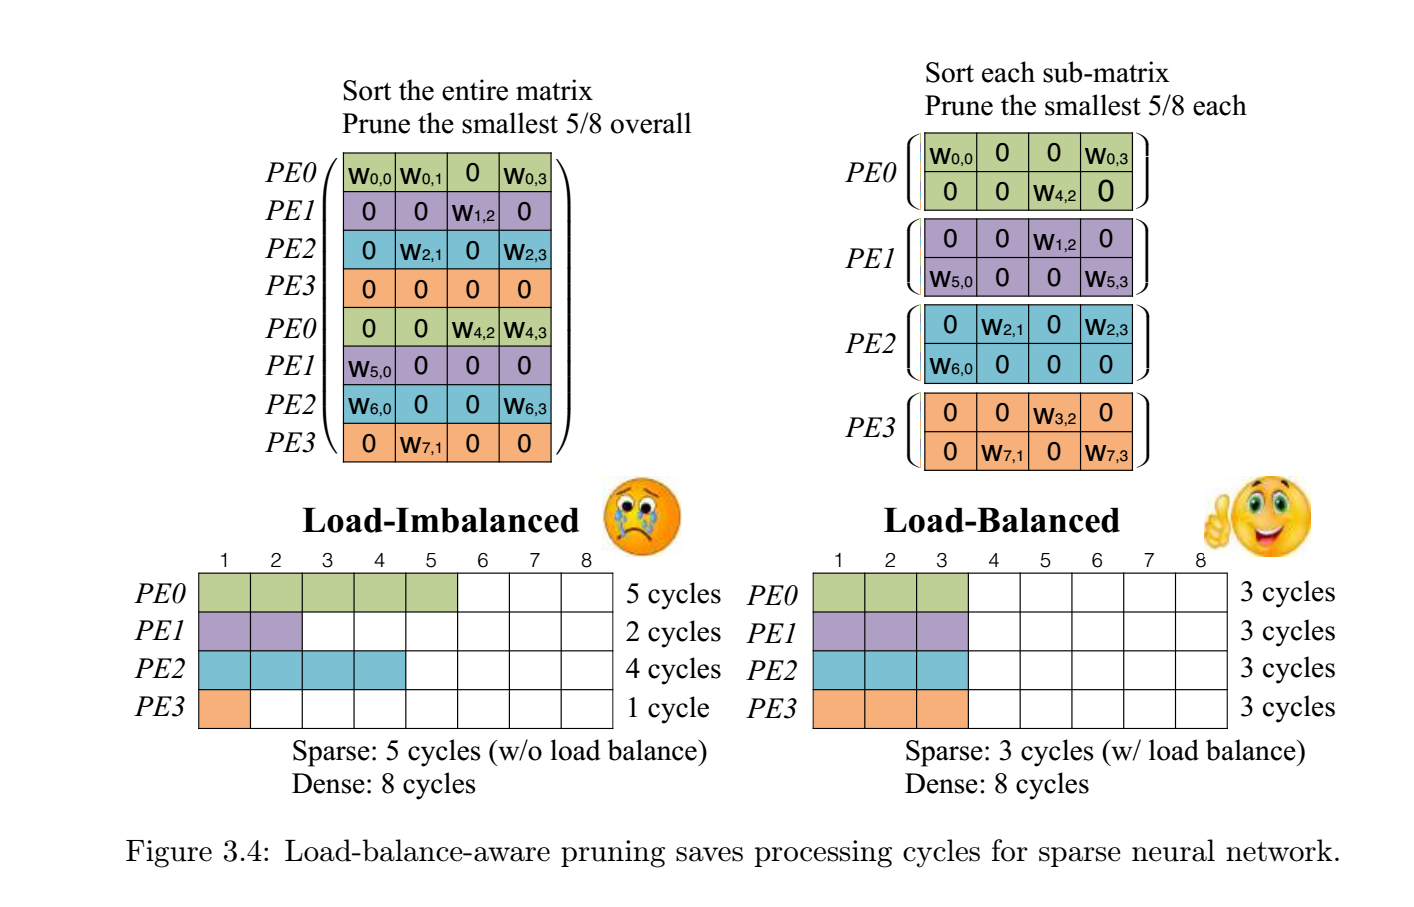 Sort the entire matrix
Prune the smallest 5/8 overall
PE0 W0,0 W0,1 0 W0,3
PE1 0 0 W1,2 0
PE2 0 W2,1 0 W2,3
PE3 0 0 0 0
PE0 0 0 W4,2 W4,3
PE1 W5,0 0 0 0
PE2 W6,0 0 0 W6,3
PE3 0 W7,1 0 0
Load-Imbalanced
1 2 3 4 5 6 7 8
PE0 5 cycles
PE1 2 cycles
PE2 4 cycles
PE3 1 cycle
Sparse: 5 cycles (w/o load balance)
Dense: 8 cycles
Sort each sub-matrix
Prune the smallest 5/8 each
PE0
W0,0 0 0 W0,3
0 0 W4,2 0
PE1
0 0 W1,2 0
W5,0 0 0 W5,3
PE2
0 W2,1 0 W2,3
W6,0 0 0 0
PE3
0 0 W3,2 0
0 W7,1 0 W7,3
Load-Balanced
1 2 3 4 5 6 7 8
PE0 3 cycles
PE1 3 cycles
PE2 3 cycles
PE3 3 cycles
Sparse: 3 cycles (w/ load balance)
Dense: 8 cycles
Figure 3.4: Load-balance-aware pruning saves processing cycles for sparse neural network.